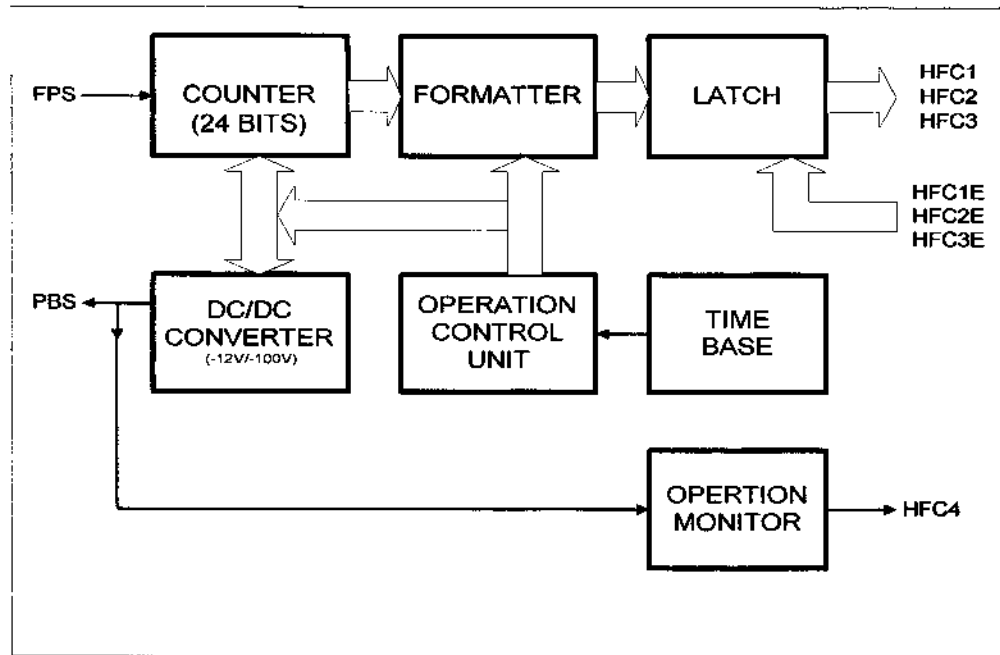 FPS
COUNTER
(24 BITS)
FORMATTER
LATCH
HFC1
HFC2
HFC3
HFC1E
HFC2E
HFC3E
PBS
DC/DC
CONVERTER
(-12V/-100V)
OPERATION
CONTROL
UNIT
TIME
BASE
OPERTION
MONITOR
HFC4